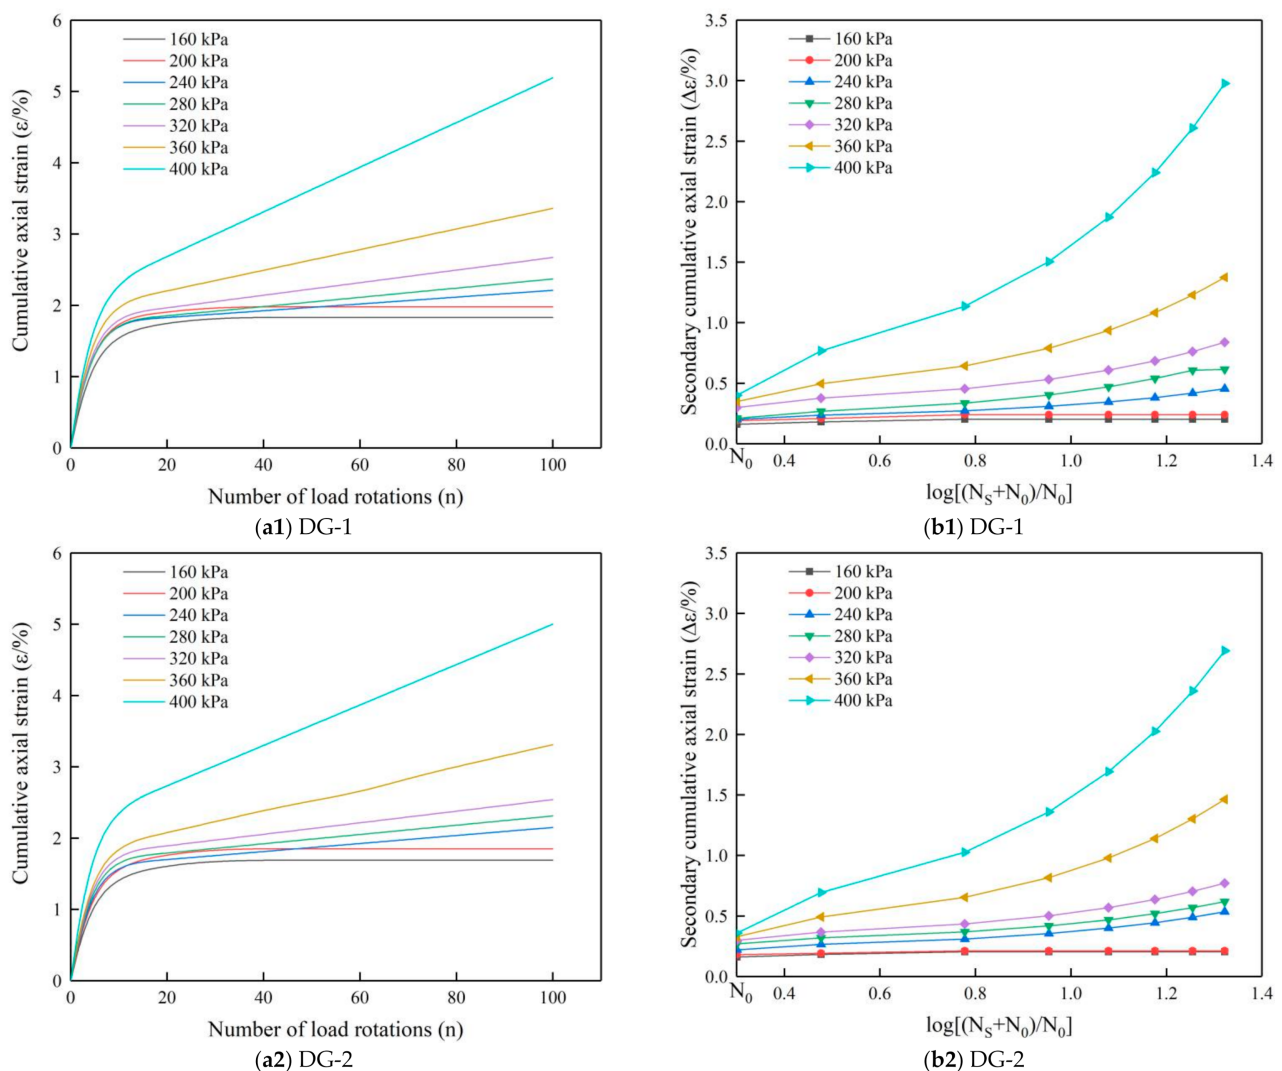 6
5
4
3
2
1
0
Cumulative axial strain (ε/%)
160 kPa
200 kPa
240 kPa
280 kPa
320 kPa
360 kPa
400 kPa
0 20 40 60 80 100
Number of load rotations (n)
(a1) DG-1
3.5
3.0
2.5
2.0
1.5
1.0
0.5
0.0
Secondary cumulative axial strain (Δε/%)
160 kPa
200 kPa
240 kPa
280 kPa
320 kPa
360 kPa
400 kPa
N₀ 0.4 0.6 0.8 1.0 1.2 1.4
log[(Nₛ+N₀)/N₀]
(b1) DG-1
6
5
4
3
2
1
0
Cumulative axial strain (ε/%)
160 kPa
200 kPa
240 kPa
280 kPa
320 kPa
360 kPa
400 kPa
0 20 40 60 80 100
Number of load rotations (n)
(a2) DG-2
3.5
3.0
2.5
2.0
1.5
1.0
0.5
0.0
Secondary cumulative axial strain (Δε/%)
160 kPa
200 kPa
240 kPa
280 kPa
320 kPa
360 kPa
400 kPa
N₀ 0.4 0.6 0.8 1.0 1.2 1.4
log[(Nₛ+N₀)/N₀]
(b2) DG-2